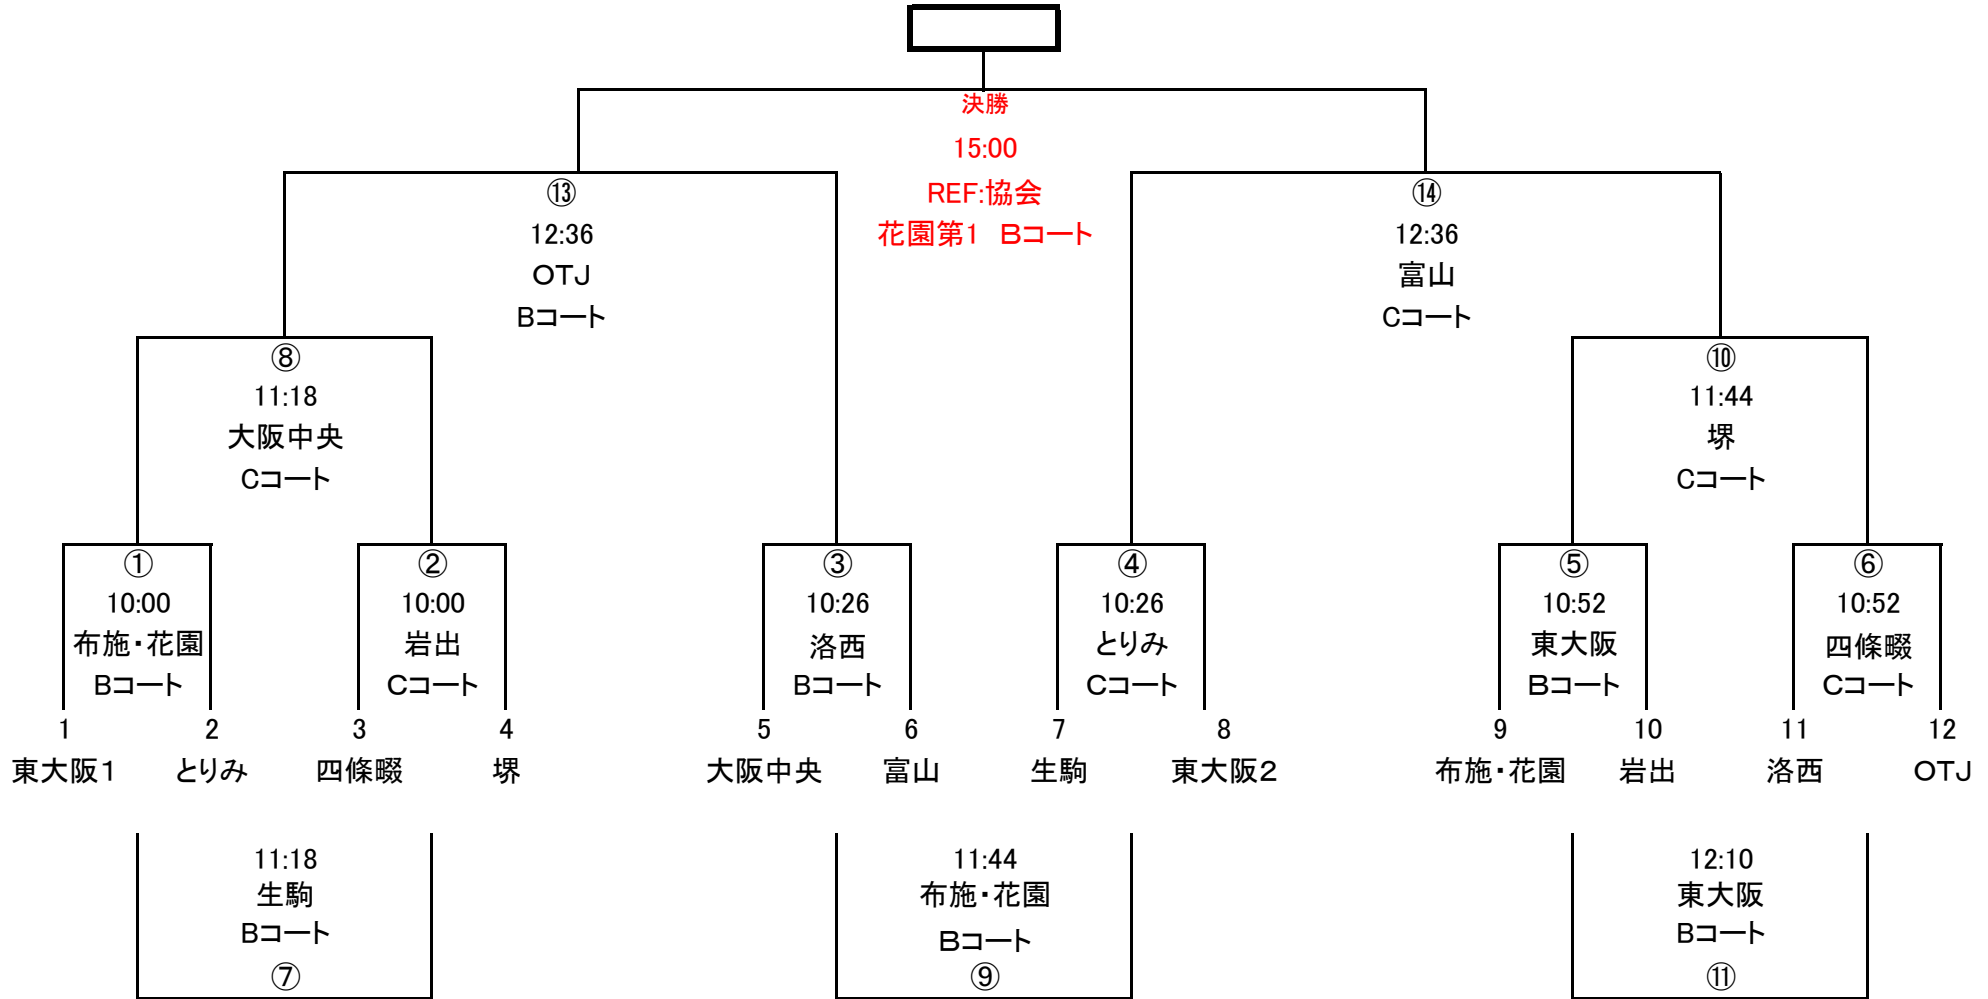 決勝
15:00
REF:協会
花園第1 Bコート
⑬
12:36
OTJ
Bコート
⑭
12:36
富山
Cコート
⑧
11:18
大阪中央
Cコート
⑩
11:44
堺
Cコート
①
10:00
布施・花園
Bコート
②
10:00
岩出
Cコート
③
10:26
洛西
Bコート
④
10:26
とりみ
Cコート
⑤
10:52
東大阪
Bコート
⑥
10:52
四條畷
Cコート
1 2 3 4 5 6 7 8 9 10 11 12
東大阪1 とりみ 四條畷 堺 大阪中央 富山 生駒 東大阪2 布施・花園 岩出 洛西 OTJ
11:18
生駒
Bコート
⑦
11:44
布施・花園
Bコート
⑨
12:10
東大阪
Bコート
⑪